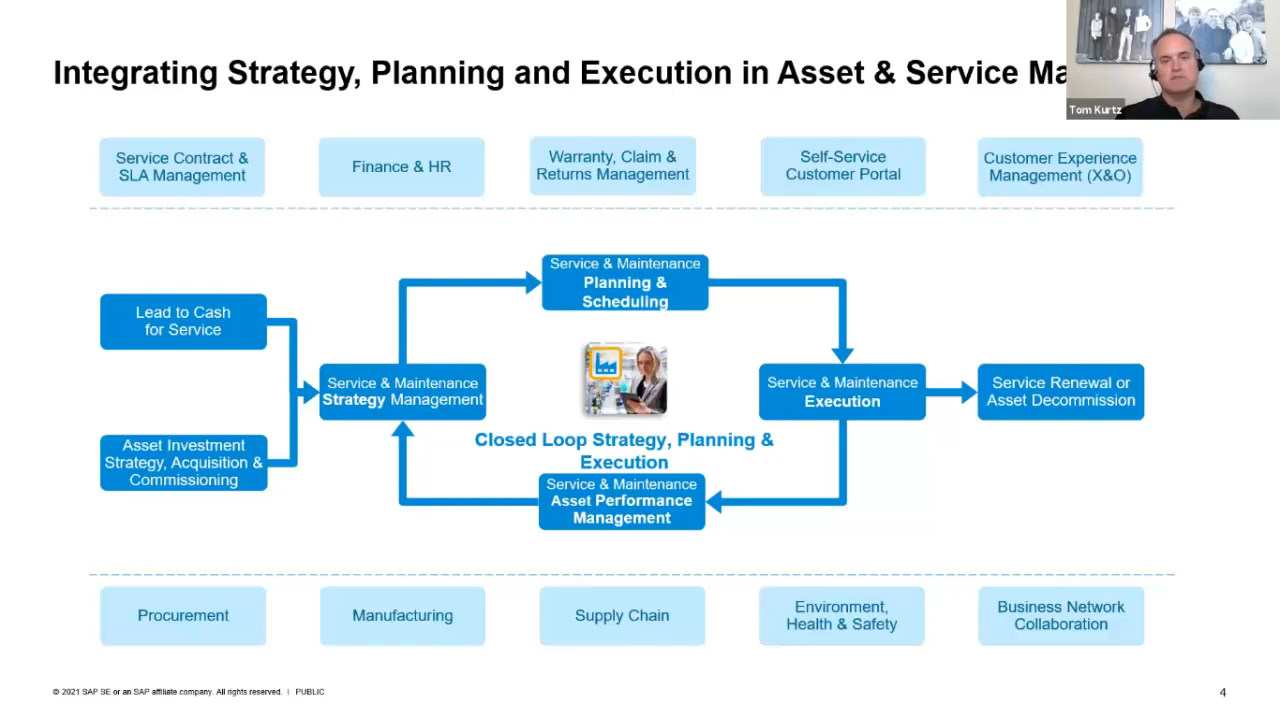 Integrating Strategy, Planning and Execution in Asset & Service
Tom Kurtz
Service Contract &
SLA Management
Finance & HR
Warranty, Claim &
Returns Management
Self-Service
Customer Portal
Customer Experience
Management (X&O)
Service & Maintenance
Planning &
Scheduling
Lead to Cash
for Service
Service & Maintenance
Strategy Management
Service & Maintenance
Execution
Service Renewal or
Asset Decommission
Closed Loop Strategy, Planning &
Execution
Asset Investment
Strategy, Acquisition &
Commissioning
Service & Maintenance
Asset Performance
Management
Procurement
Manufacturing
Supply Chain
Environment,
Health & Safety
Business Network
Collaboration
© 2021 SAP SE or an SAP affiliate company. All rights reserved. | PUBLIC
4